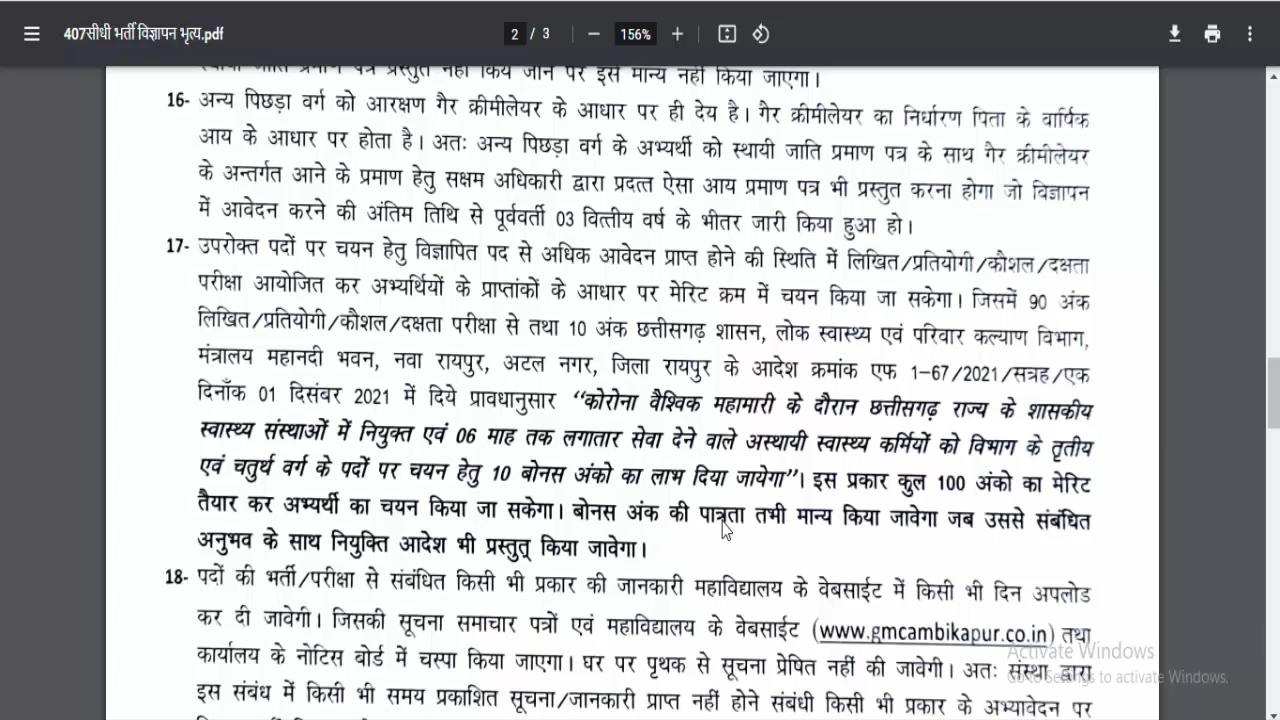 407सीधी भर्ती विज्ञापन भृत्य.pdf
2 / 3
156%
स्थायी जाति प्रमाण पत्र प्रस्तुत नहीं किये जाने पर इसे मान्य नहीं किया जाएगा।
16- अन्य पिछड़ा वर्ग को आरक्षण गैर क्रीमीलेयर के आधार पर ही देय है। गैर क्रीमीलेयर का निर्धारण पिता के वार्षिक
आय के आधार पर होता है। अतः अन्य पिछड़ा वर्ग के अभ्यर्थी को स्थायी जाति प्रमाण पत्र के साथ गैर क्रीमीलेयर
के अन्तर्गत आने के प्रमाण हेतु सक्षम अधिकारी द्वारा प्रदत्त ऐसा आय प्रमाण पत्र भी प्रस्तुत करना होगा जो विज्ञापन
में आवेदन करने की अंतिम तिथि से पूर्ववर्ती 03 वित्तीय वर्ष के भीतर जारी किया हुआ हो।
17- उपरोक्त पदों पर चयन हेतु विज्ञापित पद से अधिक आवेदन प्राप्त होने की स्थिति में लिखित/प्रतियोगी/कौशल/दक्षता
परीक्षा आयोजित कर अभ्यर्थियों के प्राप्तांकों के आधार पर मेरिट क्रम में चयन किया जा सकेगा। जिसमें 90 अंक
लिखित/प्रतियोगी/कौशल/दक्षता परीक्षा से तथा 10 अंक छत्तीसगढ़ शासन, लोक स्वास्थ्य एवं परिवार कल्याण विभाग,
मंत्रालय महानदी भवन, नवा रायपुर, अटल नगर, जिला रायपुर के आदेश क्रमांक एफ 1-67/2021/सत्रह/एक
दिनाँक 01 दिसंबर 2021 में दिये प्रावधानुसार “कोरोना वैश्विक महामारी के दौरान छत्तीसगढ़ राज्य के शासकीय
स्वास्थ्य संस्थाओं में नियुक्त एवं 06 माह तक लगातार सेवा देने वाले अस्थायी स्वास्थ्य कर्मियों को विभाग के तृतीय
एवं चतुर्थ वर्ग के पदों पर चयन हेतु 10 बोनस अंको का लाभ दिया जायेगा”। इस प्रकार कुल 100 अंको का मेरिट
तैयार कर अभ्यर्थी का चयन किया जा सकेगा। बोनस अंक की पात्रता तभी मान्य किया जावेगा जब उससे संबंधित
अनुभव के साथ नियुक्ति आदेश भी प्रस्तुत् किया जावेगा।
18- पदों की भर्ती/परीक्षा से संबंधित किसी भी प्रकार की जानकारी महाविद्यालय के वेबसाईट में किसी भी दिन अपलोड
कर दी जावेगी। जिसकी सूचना समाचार पत्रों एवं महाविद्यालय के वेबसाईट (www.gmcambikapur.co.in) तथा
कार्यालय के नोटिस बोर्ड में चस्पा किया जाएगा। घर पर पृथक से सूचना प्रेषित नहीं की जावेगी। अतः संस्था द्वारा
इस संबंध में किसी भी समय प्रकाशित सूचना/जानकारी प्राप्त नहीं होने संबंधी किसी भी प्रकार के अभ्यावेदन पर
Activate Windows
Go to Settings to activate Windows.